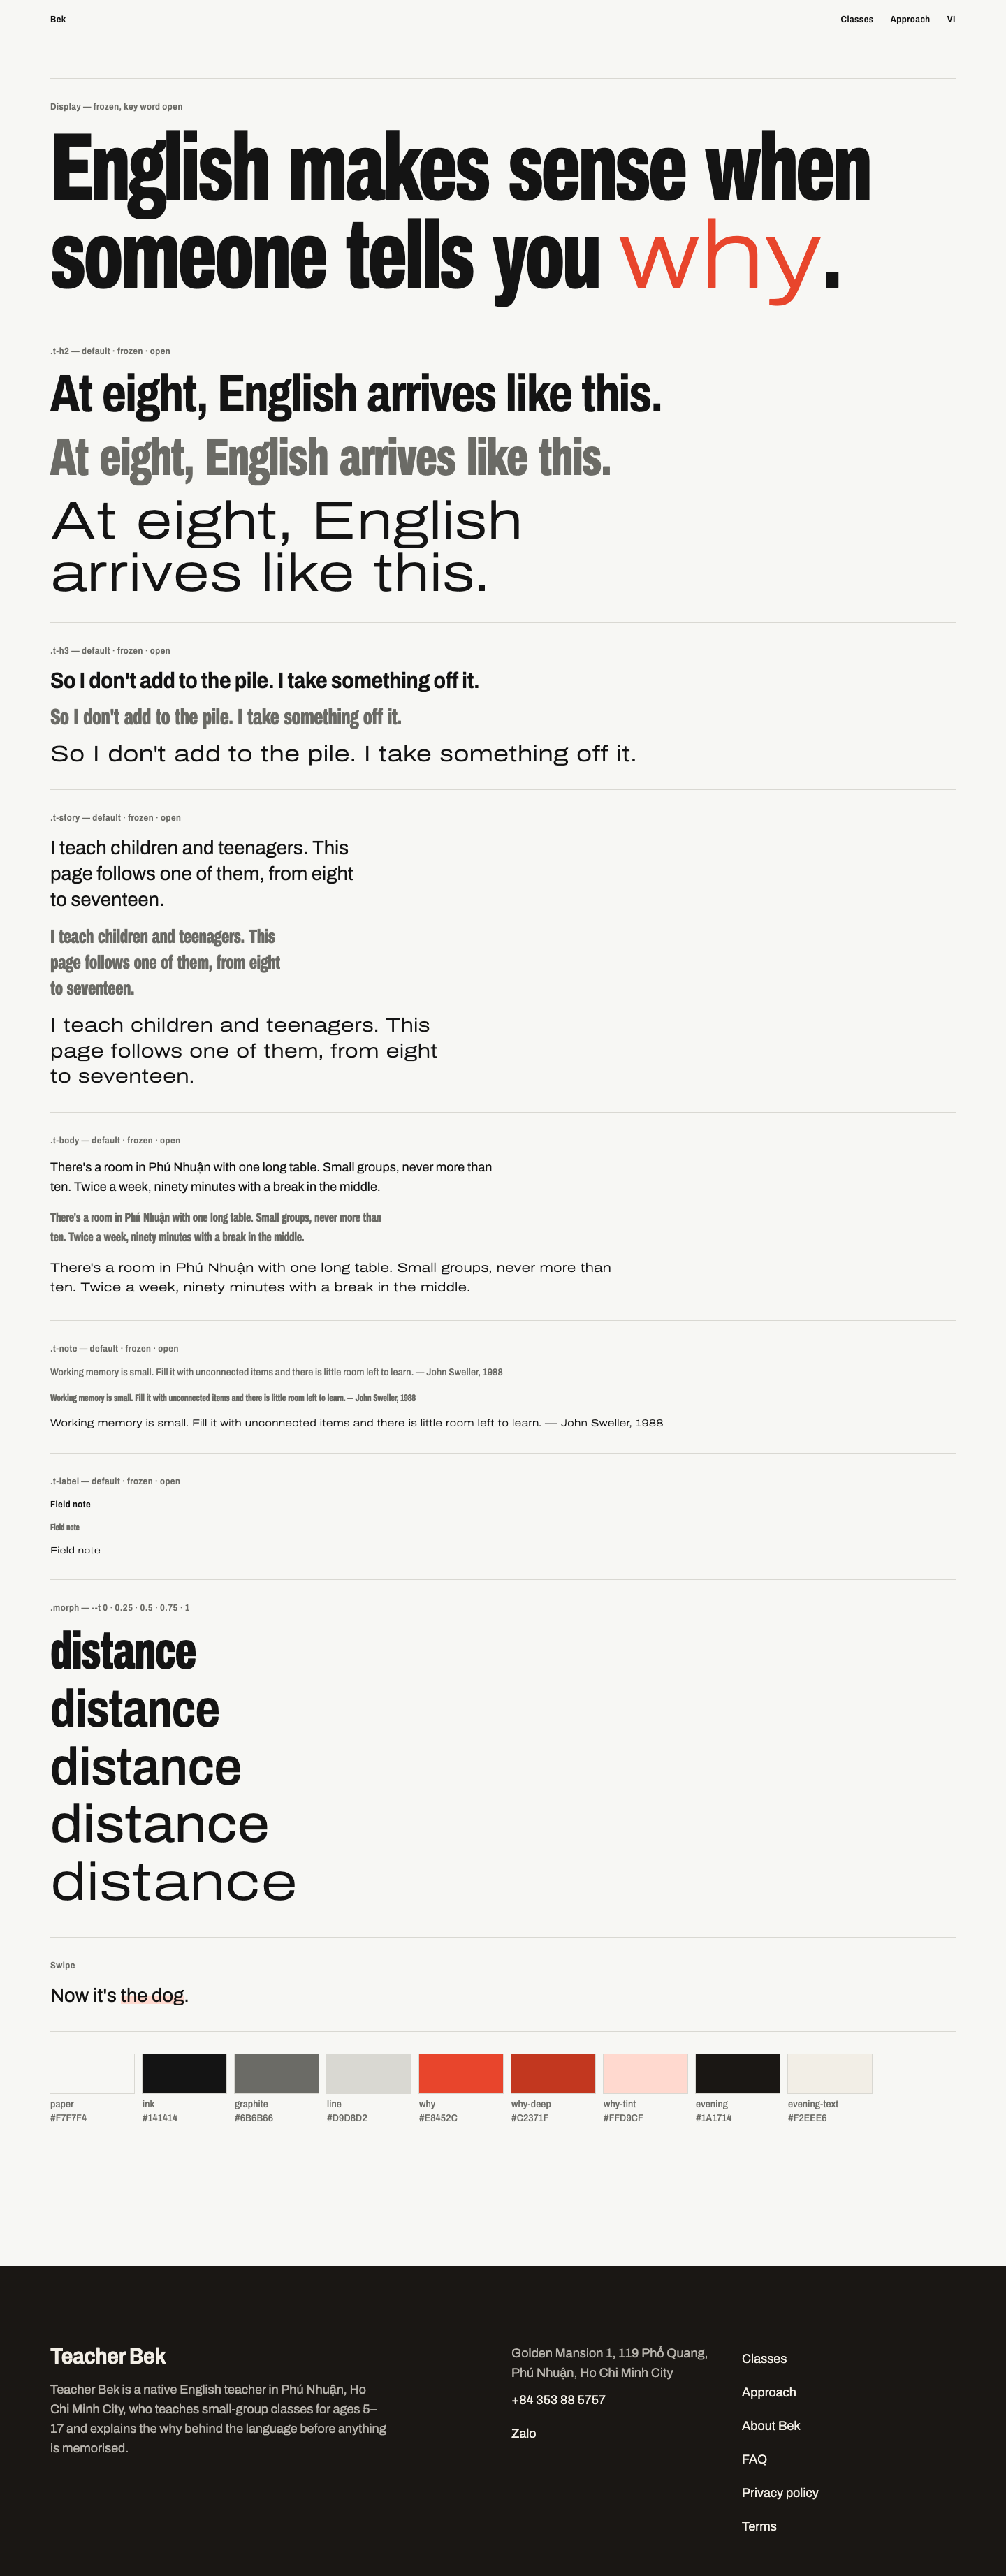 Bek
Classes Approach VI
Display — frozen, key word open
English makes sense when
someone tells you why.
.t-h2 — default · frozen · open
At eight, English arrives like this.
At eight, English arrives like this.
At eight, English
arrives like this.
.t-h3 — default · frozen · open
So I don't add to the pile. I take something off it.
So I don't add to the pile. I take something off it.
So I don't add to the pile. I take something off it.
.t-story — default · frozen · open
I teach children and teenagers. This
page follows one of them, from eight
to seventeen.
I teach children and teenagers. This
page follows one of them, from eight
to seventeen.
I teach children and teenagers. This
page follows one of them, from eight
to seventeen.
.t-body — default · frozen · open
There's a room in Phú Nhuận with one long table. Small groups, never more than
ten. Twice a week, ninety minutes with a break in the middle.
There's a room in Phú Nhuận with one long table. Small groups, never more than
ten. Twice a week, ninety minutes with a break in the middle.
There's a room in Phú Nhuận with one long table. Small groups, never more than
ten. Twice a week, ninety minutes with a break in the middle.
.t-note — default · frozen · open
Working memory is small. Fill it with unconnected items and there is little room left to learn. — John Sweller, 1988
Working memory is small. Fill it with unconnected items and there is little room left to learn. — John Sweller, 1988
Working memory is small. Fill it with unconnected items and there is little room left to learn. — John Sweller, 1988
.t-label — default · frozen · open
Field note
Field note
Field note
.morph — --t 0 · 0.25 · 0.5 · 0.75 · 1
distance
distance
distance
distance
distance
Swipe
Now it's the dog.
paper ink graphite line why why-deep why-tint evening evening-text
#F7F7F4 #141414 #6B6B66 #D9D8D2 #E8452C #C2371F #FFD9CF #1A1714 #F2EEE6
Teacher Bek
Teacher Bek is a native English teacher in Phú Nhuận, Ho
Chi Minh City, who teaches small-group classes for ages 5–
17 and explains the why behind the language before anything
is memorised.
Golden Mansion 1, 119 Phổ Quang,
Phú Nhuận, Ho Chi Minh City
+84 353 88 5757
Zalo
Classes
Approach
About Bek
FAQ
Privacy policy
Terms